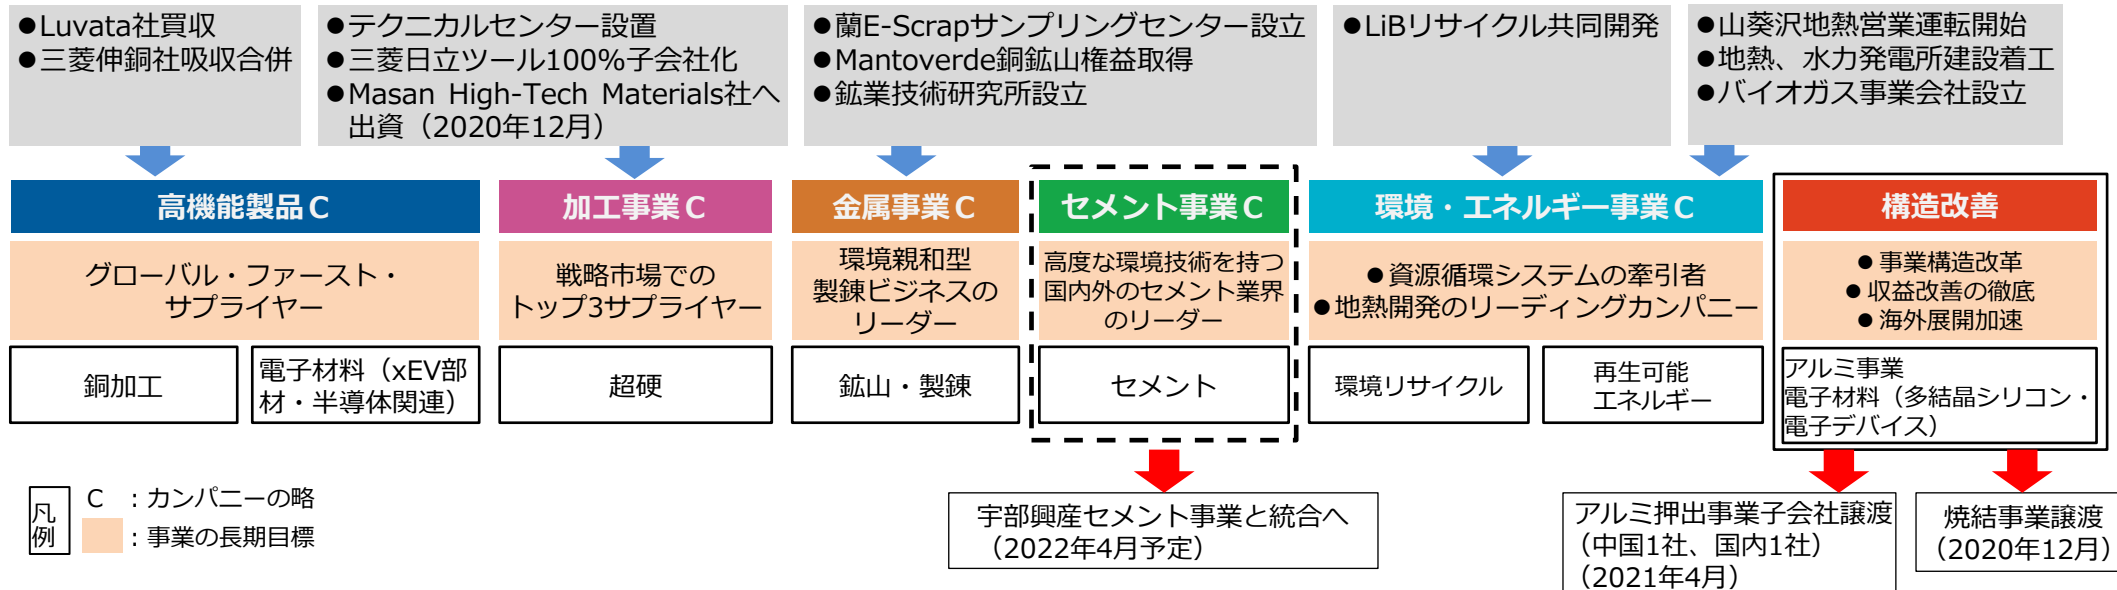 ●Luvata社買収
●三菱伸銅社吸収合併
●テクニカルセンター設置
●三菱日立ツール100%子会社化
●Masan High-Tech Materials社へ
出資（2020年12月）
●蘭E-Scrapサンプリングセンター設立
●Mantoverde銅鉱山権益取得
●鉱業技術研究所設立
●LiBリサイクル共同開発
●山葵沢地熱営業運転開始
●地熱、水力発電所建設着工
●バイオガス事業会社設立
高機能製品C
加工事業C
金属事業C
セメント事業C
環境・エネルギー事業C
構造改善
グローバル・ファースト・
サプライヤー
戦略市場での
トップ3サプライヤー
環境親和型
製錬ビジネスの
リーダー
高度な環境技術を持つ
国内外のセメント業界
のリーダー
●資源循環システムの牽引者
●地熱開発のリーディングカンパニー
●事業構造改革
●収益改善の徹底
●海外展開加速
銅加工
電子材料（xEV部
材・半導体関連）
超硬
鉱山・製錬
セメント
環境リサイクル
再生可能
エネルギー
アルミ事業
電子材料（多結晶シリコン・
電子デバイス）
凡例
C ：カンパニーの略
：事業の長期目標
宇部興産セメント事業と統合へ
（2022年4月予定）
アルミ押出事業子会社譲渡
（中国1社、国内1社）
（2021年4月）
焼結事業譲渡
（2020年12月）